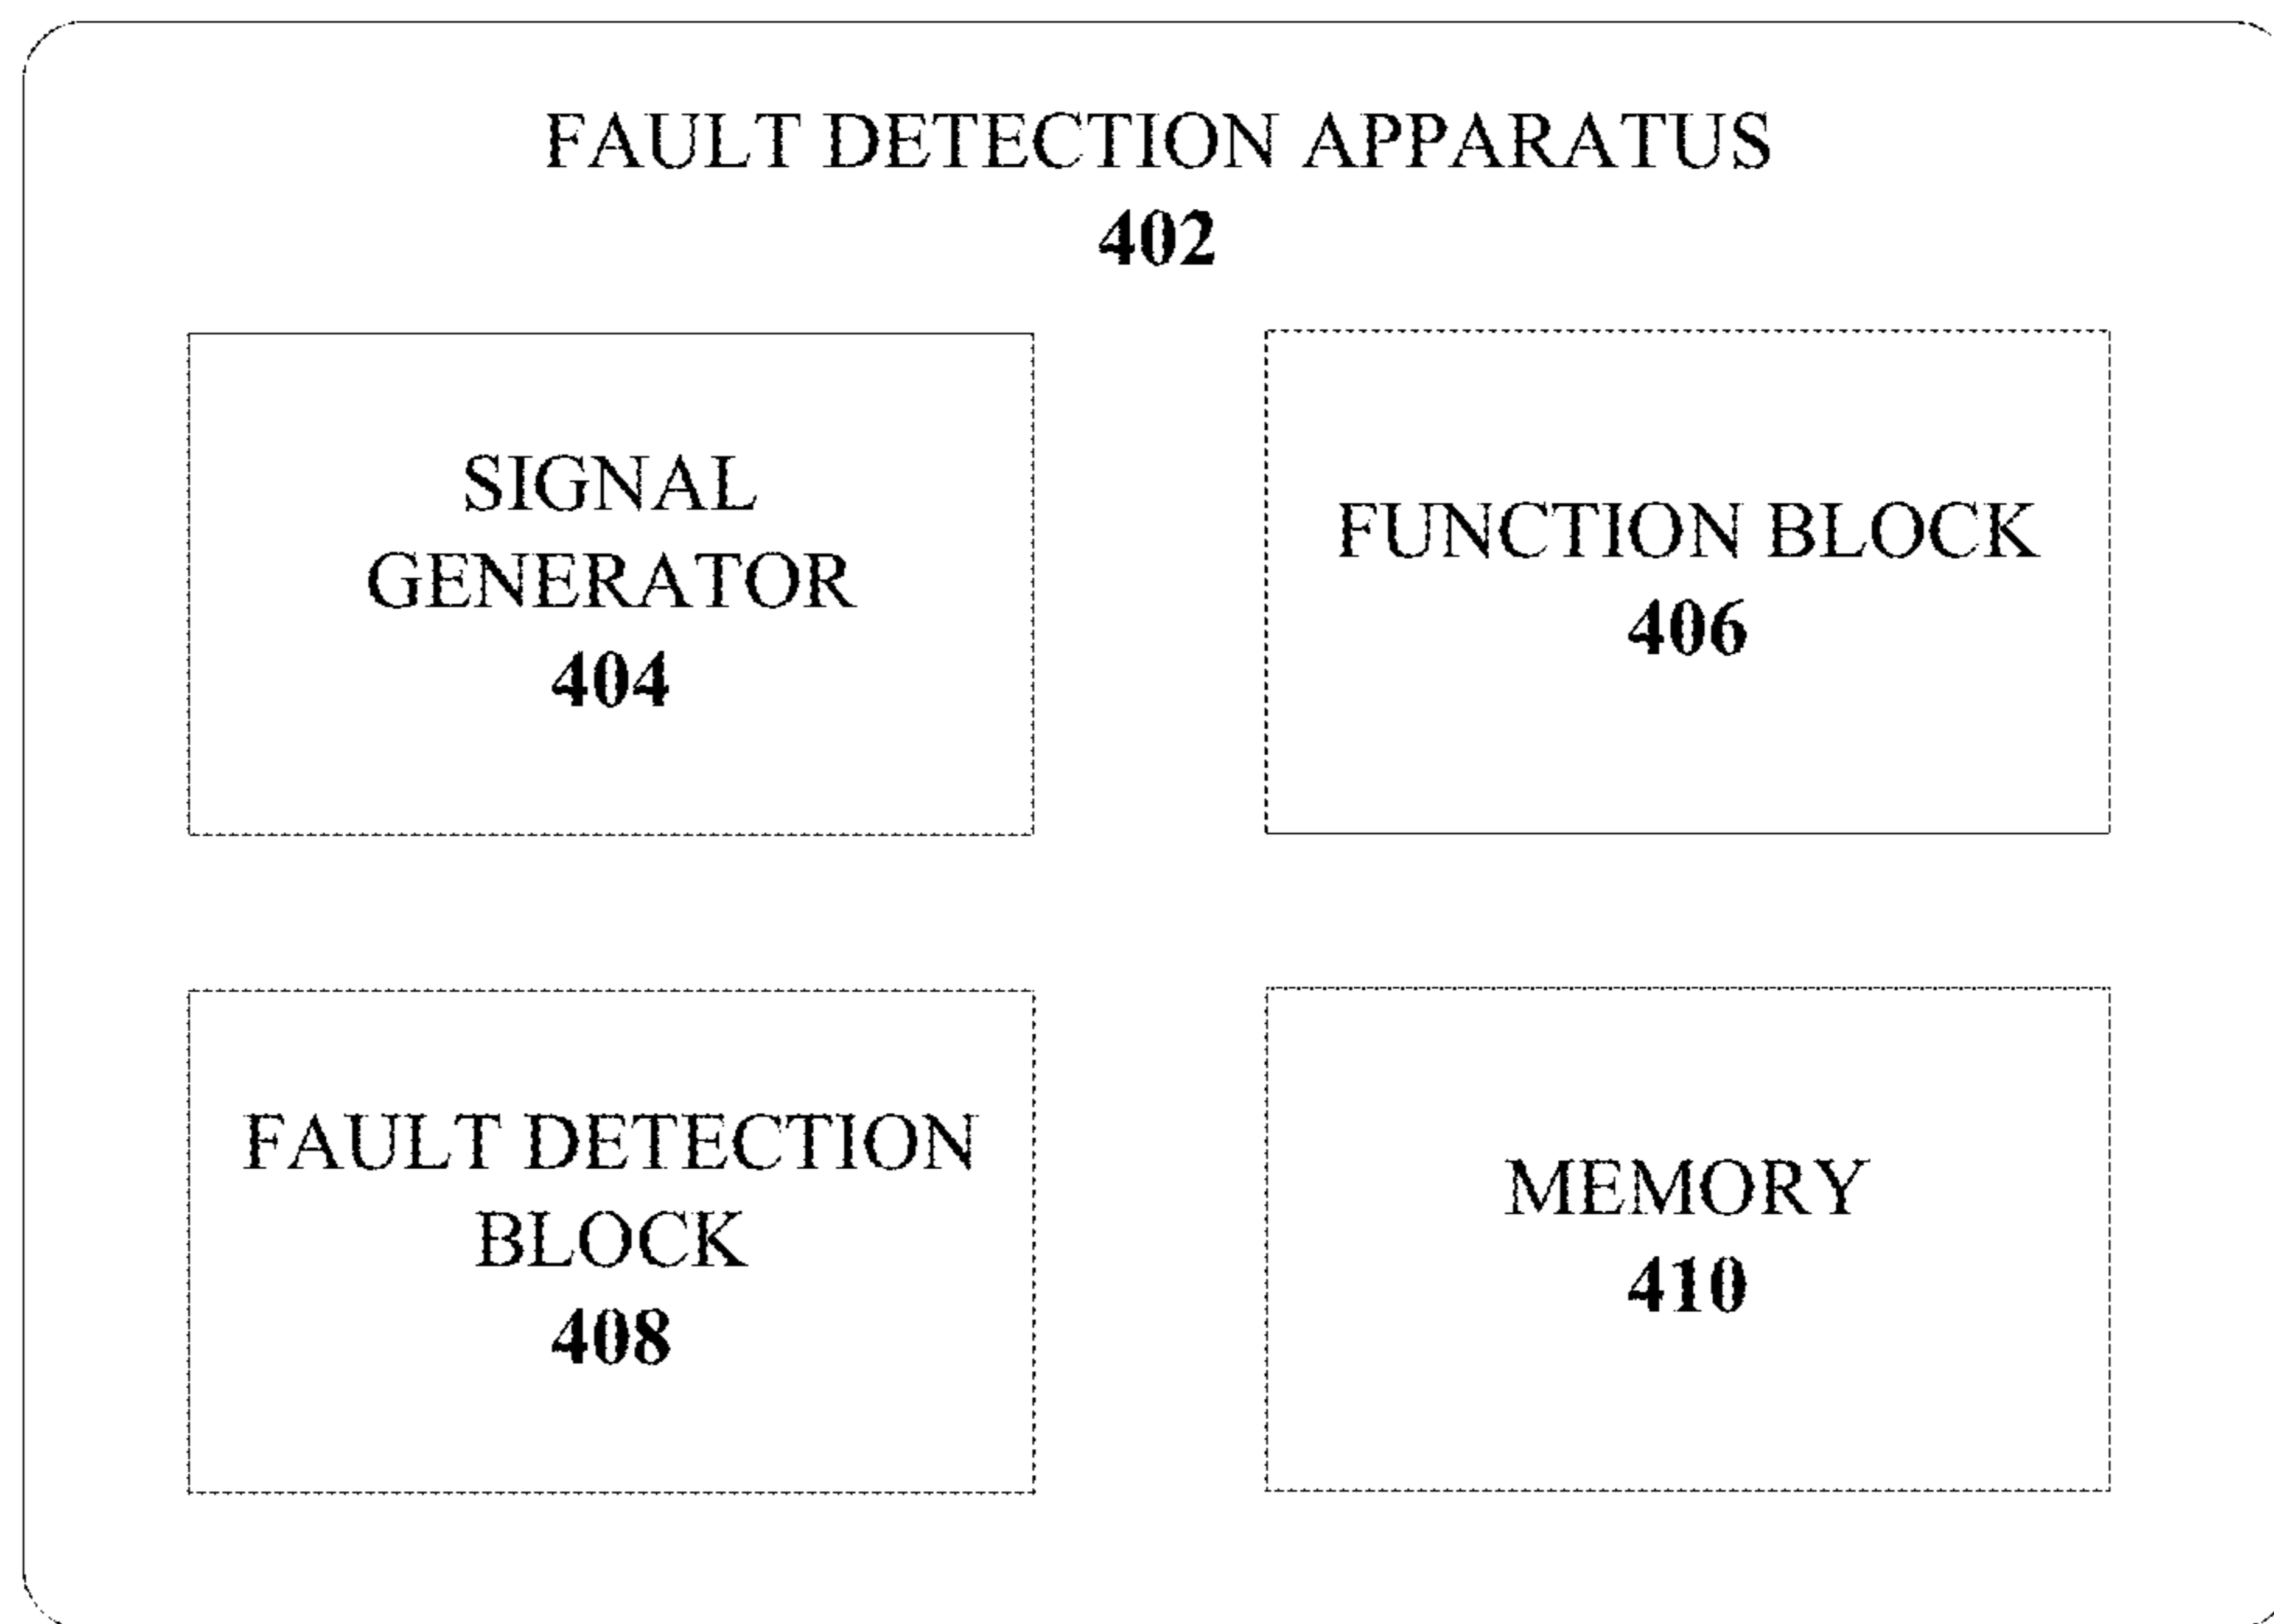 FAULT DETECTION APPARATUS
402
SIGNAL
GENERATOR
404
FUNCTION BLOCK
406
FAULT DETECTION
BLOCK
408
MEMORY
410